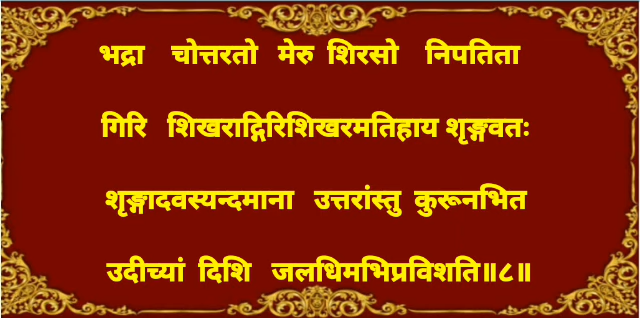 भद्रा चोत्तरतो मेरु शिरसो निपतिता
गिरि शिखराद्गिरिशिखरमतिहाय शृङ्गवतः
शृङ्गादवस्यन्दमाना उत्तरांस्तु कुरूनभित
उदीच्यां दिशि जलधिमभिप्रविशति॥८॥